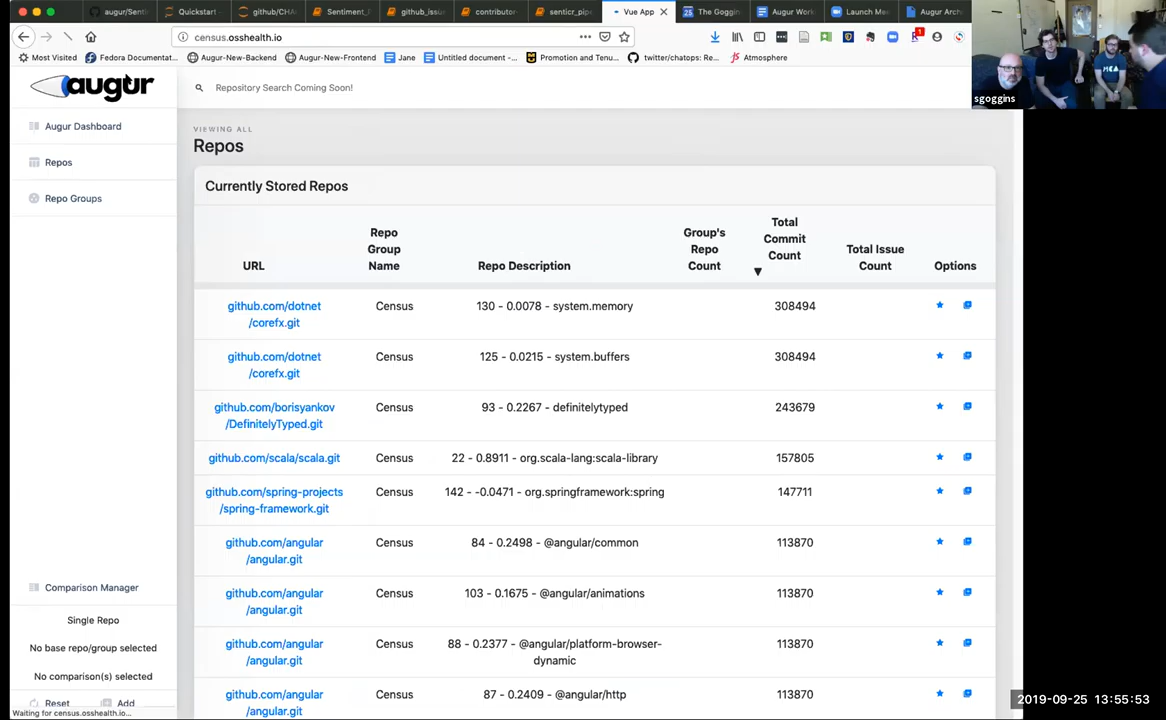 augur/Senti
Quickstart -
github/CHA
Sentiment_T
github_issu
contributor-
senticr_pipe
Vue App
The Goggin
Augur Work
Launch Mee
Augur Arch
census.osshealth.io
Most Visited
Fedora Documentat...
Augur-New-Backend
Augur-New-Frontend
Jane
Untitled document -...
Promotion and Tenu...
twitter/chatops: Re...
Atmosphere
sgoggins
augur
Repository Search Coming Soon!
Augur Dashboard
Repos
Repo Groups
VIEWING ALL
Repos
Currently Stored Repos
URL
Repo
Group
Name
Repo Description
Group's
Repo
Count
Total
Commit
Count
Total Issue
Count
Options
github.com/dotnet
/corefx.git
Census
130 - 0.0078 - system.memory
308494
github.com/dotnet
/corefx.git
Census
125 - 0.0215 - system.buffers
308494
github.com/borisyankov
/DefinitelyTyped.git
Census
93 - 0.2267 - definitelytyped
243679
github.com/scala/scala.git
Census
22 - 0.8911 - org.scala-lang:scala-library
157805
github.com/spring-projects
/spring-framework.git
Census
142 - -0.0471 - org.springframework:spring
147711
github.com/angular
/angular.git
Census
84 - 0.2498 - @angular/common
113870
github.com/angular
/angular.git
Census
103 - 0.1675 - @angular/animations
113870
github.com/angular
/angular.git
Census
88 - 0.2377 - @angular/platform-browser-
dynamic
113870
github.com/angular
/angular.git
Census
87 - 0.2409 - @angular/http
113870
Comparison Manager
Single Repo
No base repo/group selected
No comparison(s) selected
Reset
Add
Waiting for census.osshealth.io...
2019-09-25 13:55:53